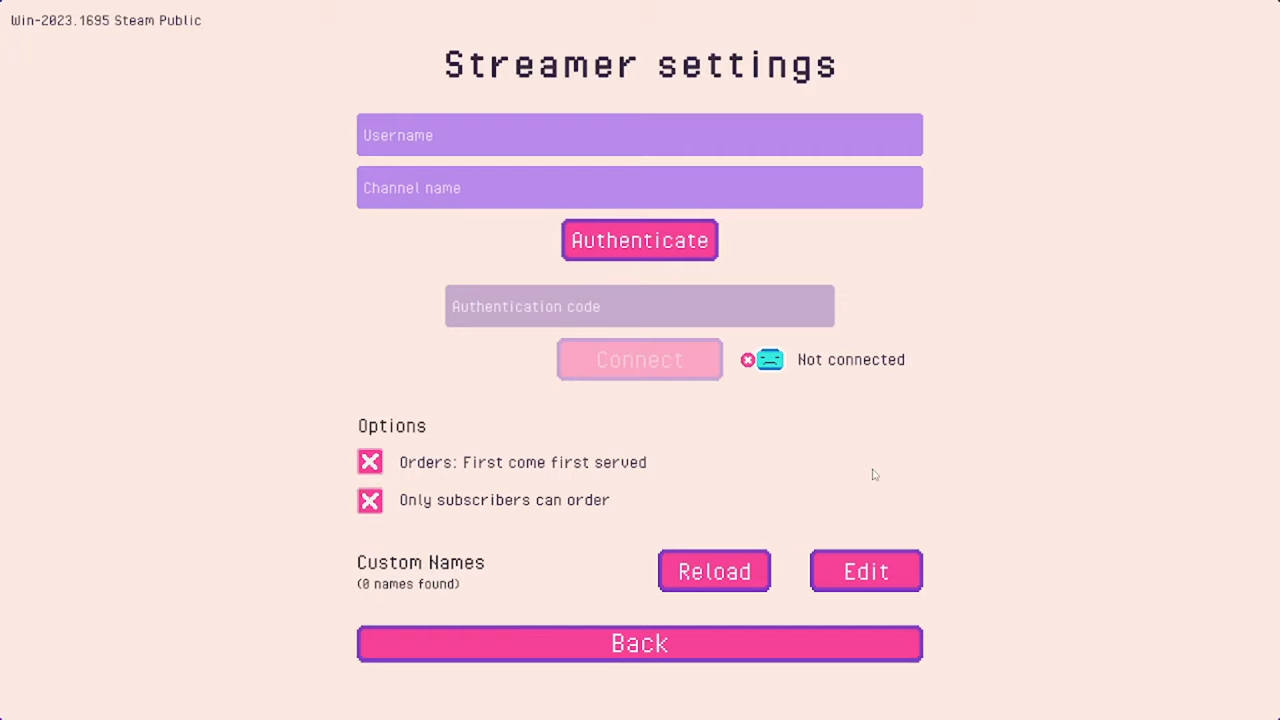 Win-2023.1695 Steam Public
Streamer settings
Username
Channel name
Authenticate
Authentication code
Connect
Not connected
Options
Orders: First come first served
Only subscribers can order
Custom Names
(0 names found)
Reload
Edit
Back